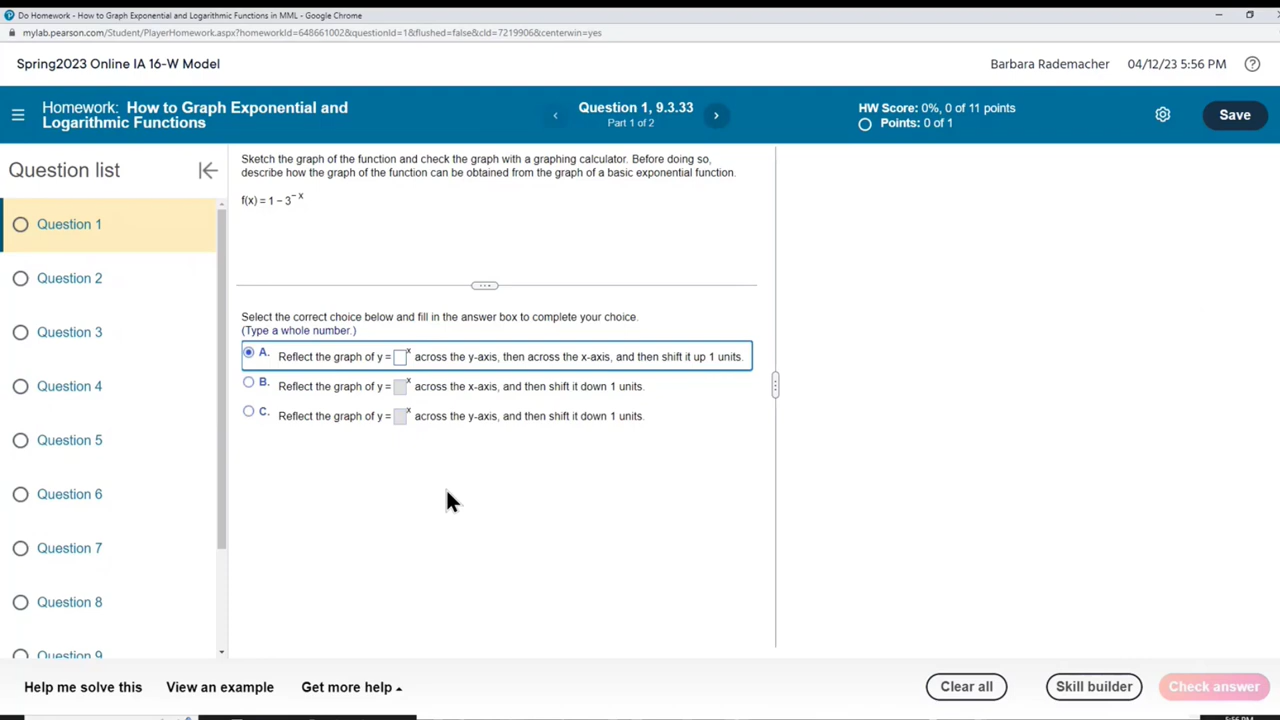 Do Homework - How to Graph Exponential and Logarithmic Functions in MML - Google Chrome
mylab.pearson.com/Student/PlayerHomework.aspx?homeworkId=648661002&questionId=1&flushed=false&cId=7219906&centerwin=yes
Spring2023 Online IA 16-W Model
Barbara Rademacher
04/12/23 5:56 PM
Homework: How to Graph Exponential and
Logarithmic Functions
Question 1, 9.3.33
Part 1 of 2
HW Score: 0%, 0 of 11 points
Points: 0 of 1
Save
Question list
Question 1
Question 2
Question 3
Question 4
Question 5
Question 6
Question 7
Question 8
Question 9
Sketch the graph of the function and check the graph with a graphing calculator. Before doing so,
describe how the graph of the function can be obtained from the graph of a basic exponential function.
f(x) = 1 − 3^{− x}
Select the correct choice below and fill in the answer box to complete your choice.
(Type a whole number.)
A. Reflect the graph of y = □^x across the y-axis, then across the x-axis, and then shift it up 1 units.
B. Reflect the graph of y = □^x across the x-axis, and then shift it down 1 units.
C. Reflect the graph of y = □^x across the y-axis, and then shift it down 1 units.
Help me solve this
View an example
Get more help
Clear all
Skill builder
Check answer
5:56 PM